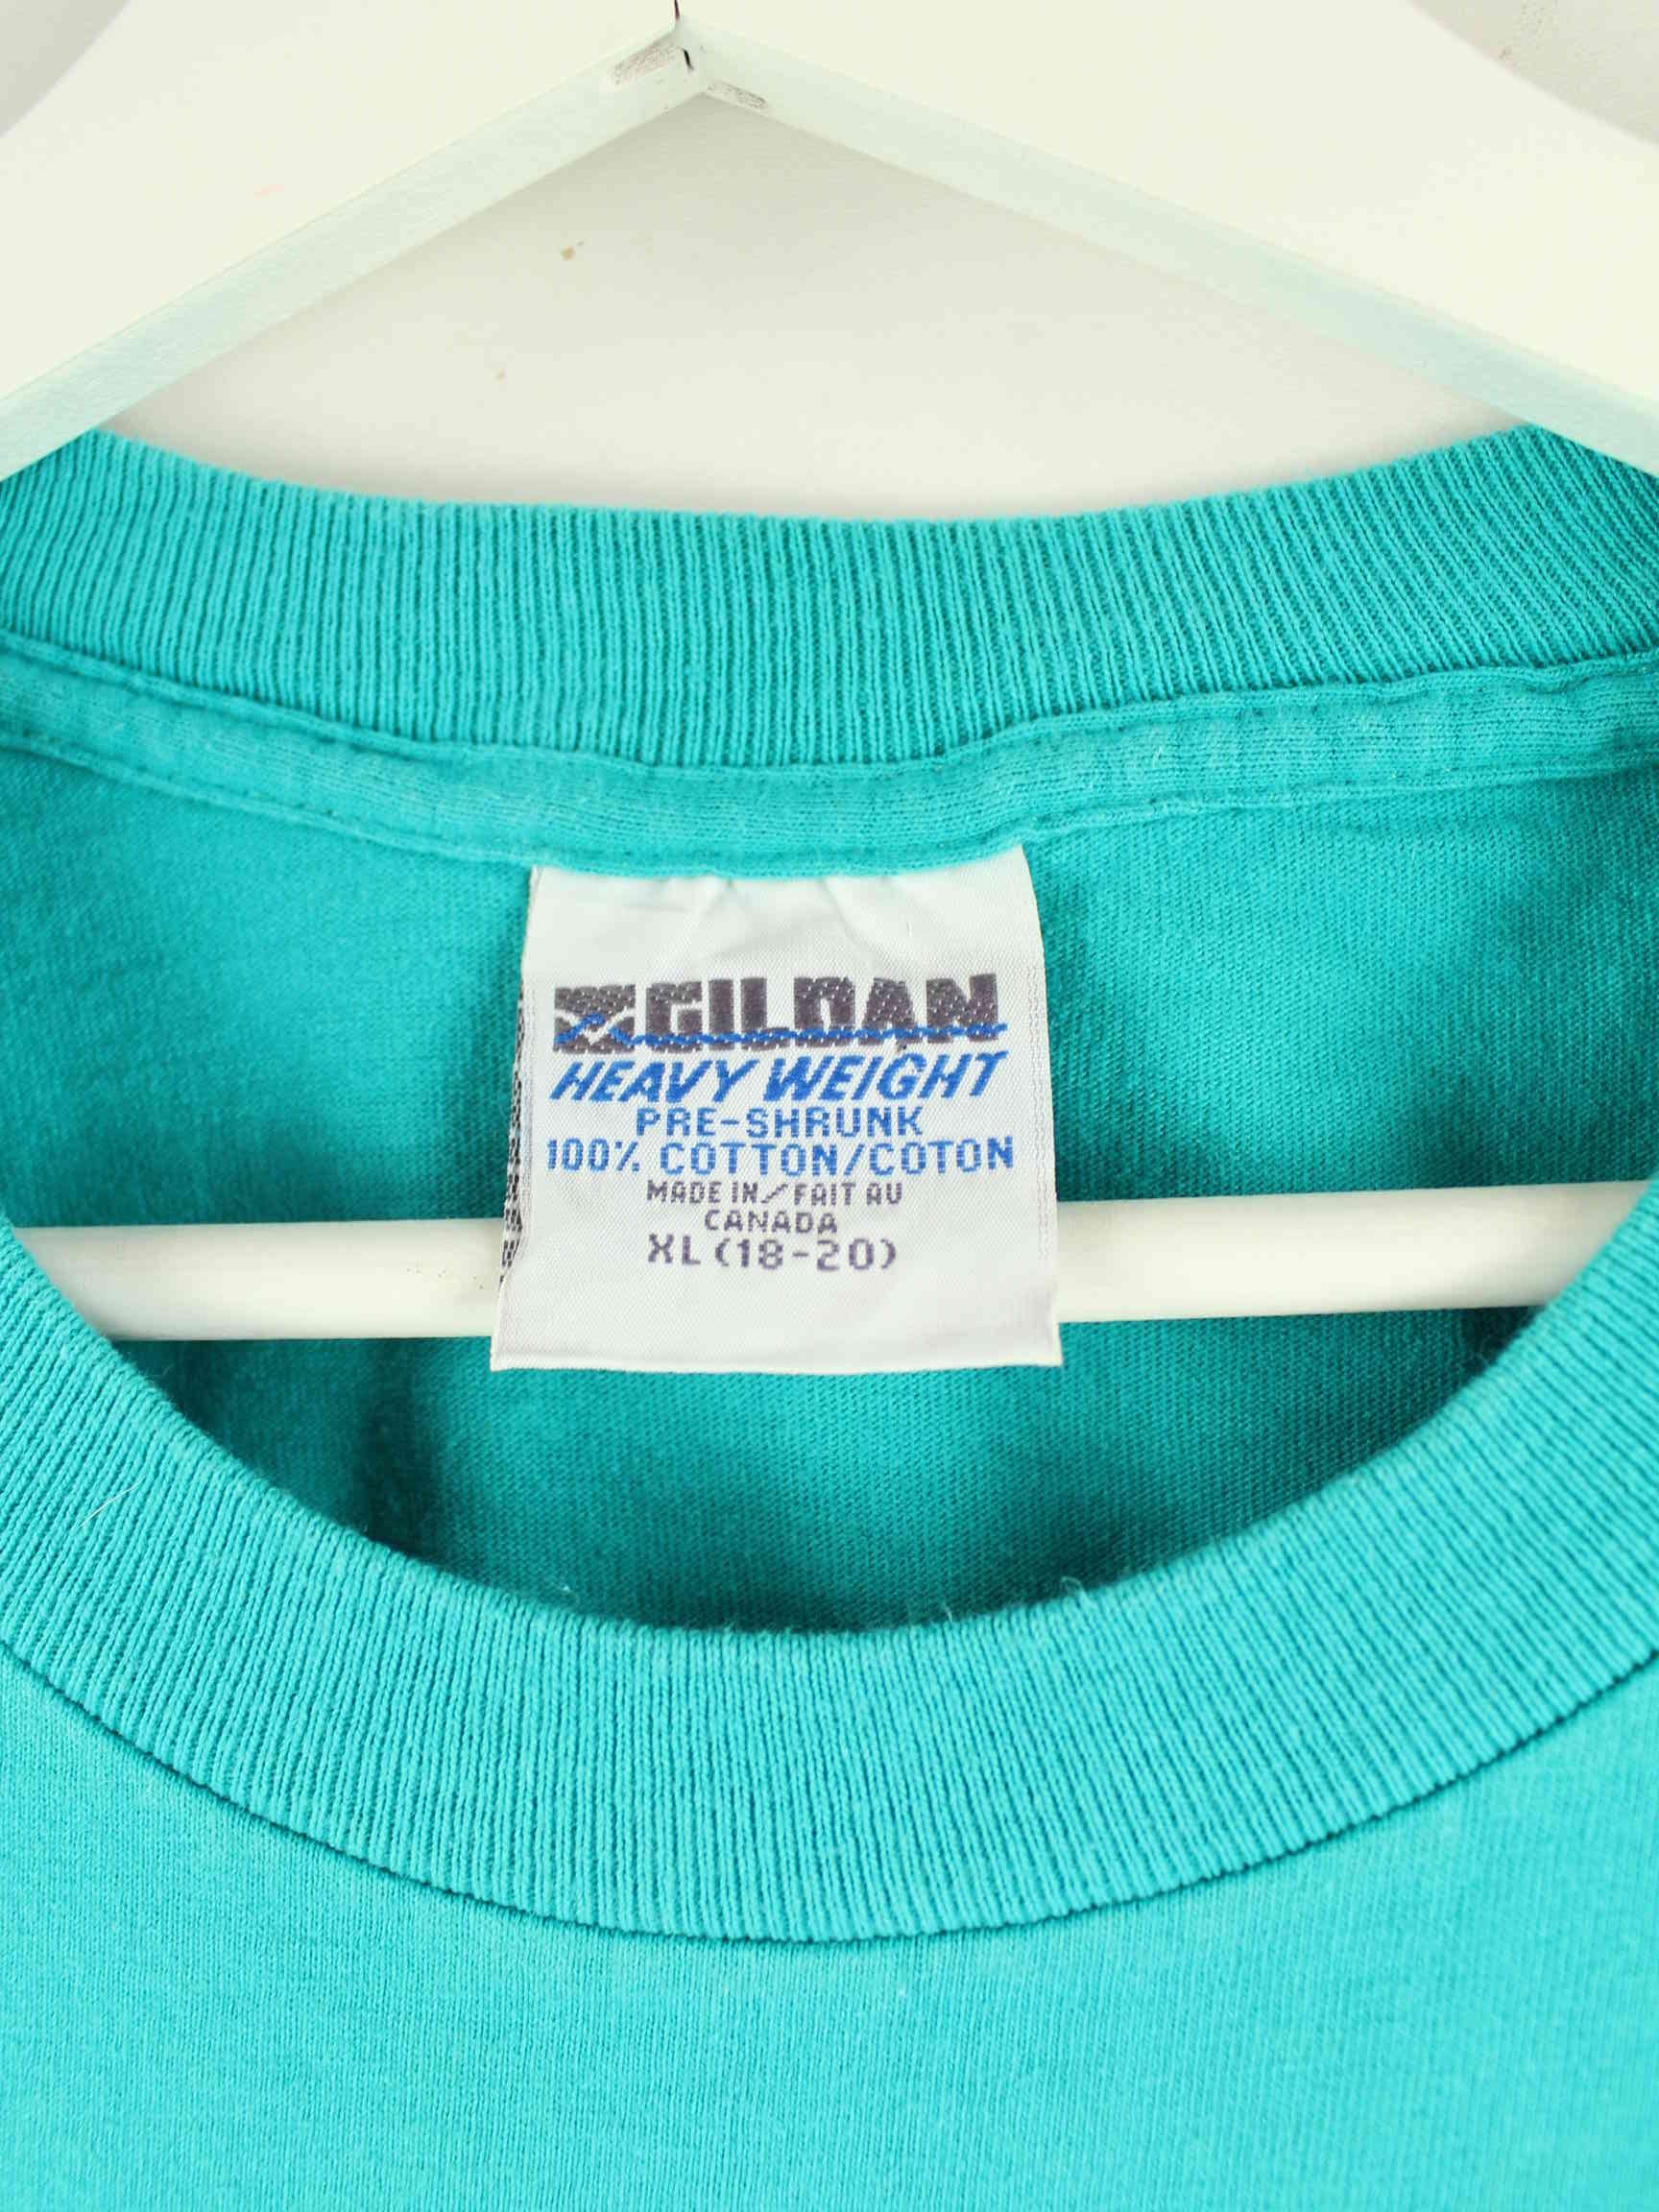 GILDAN
HEAVY WEIGHT
PRE-SHRUNK
100% COTTON/COTON
MADE IN/FAIT AU
CANADA
XL (18-20)